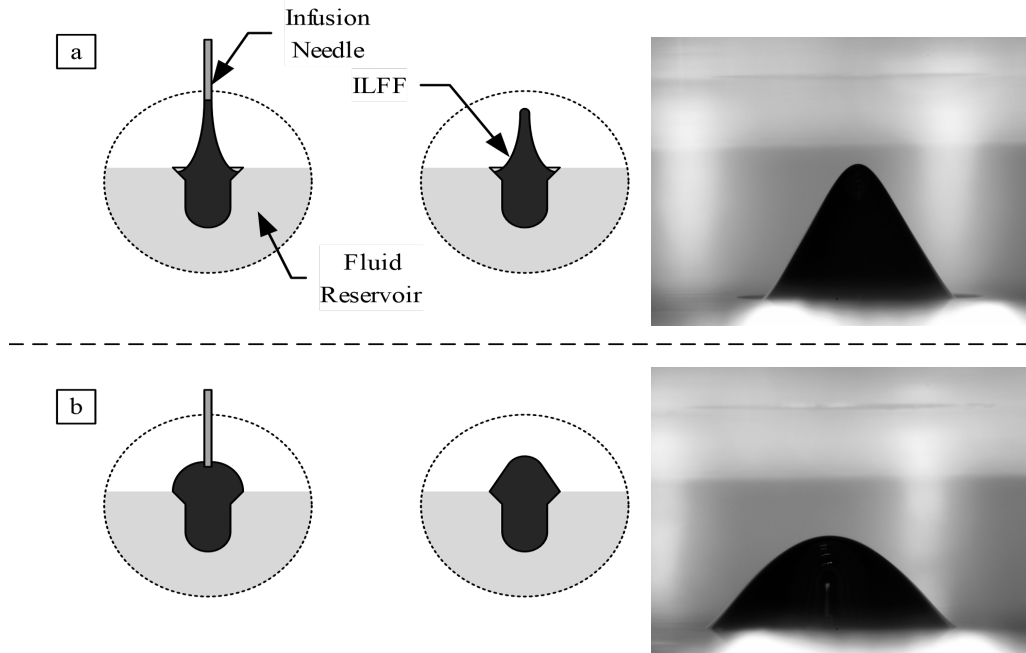 a
Infusion
Needle
ILFF
Fluid
Reservoir
b